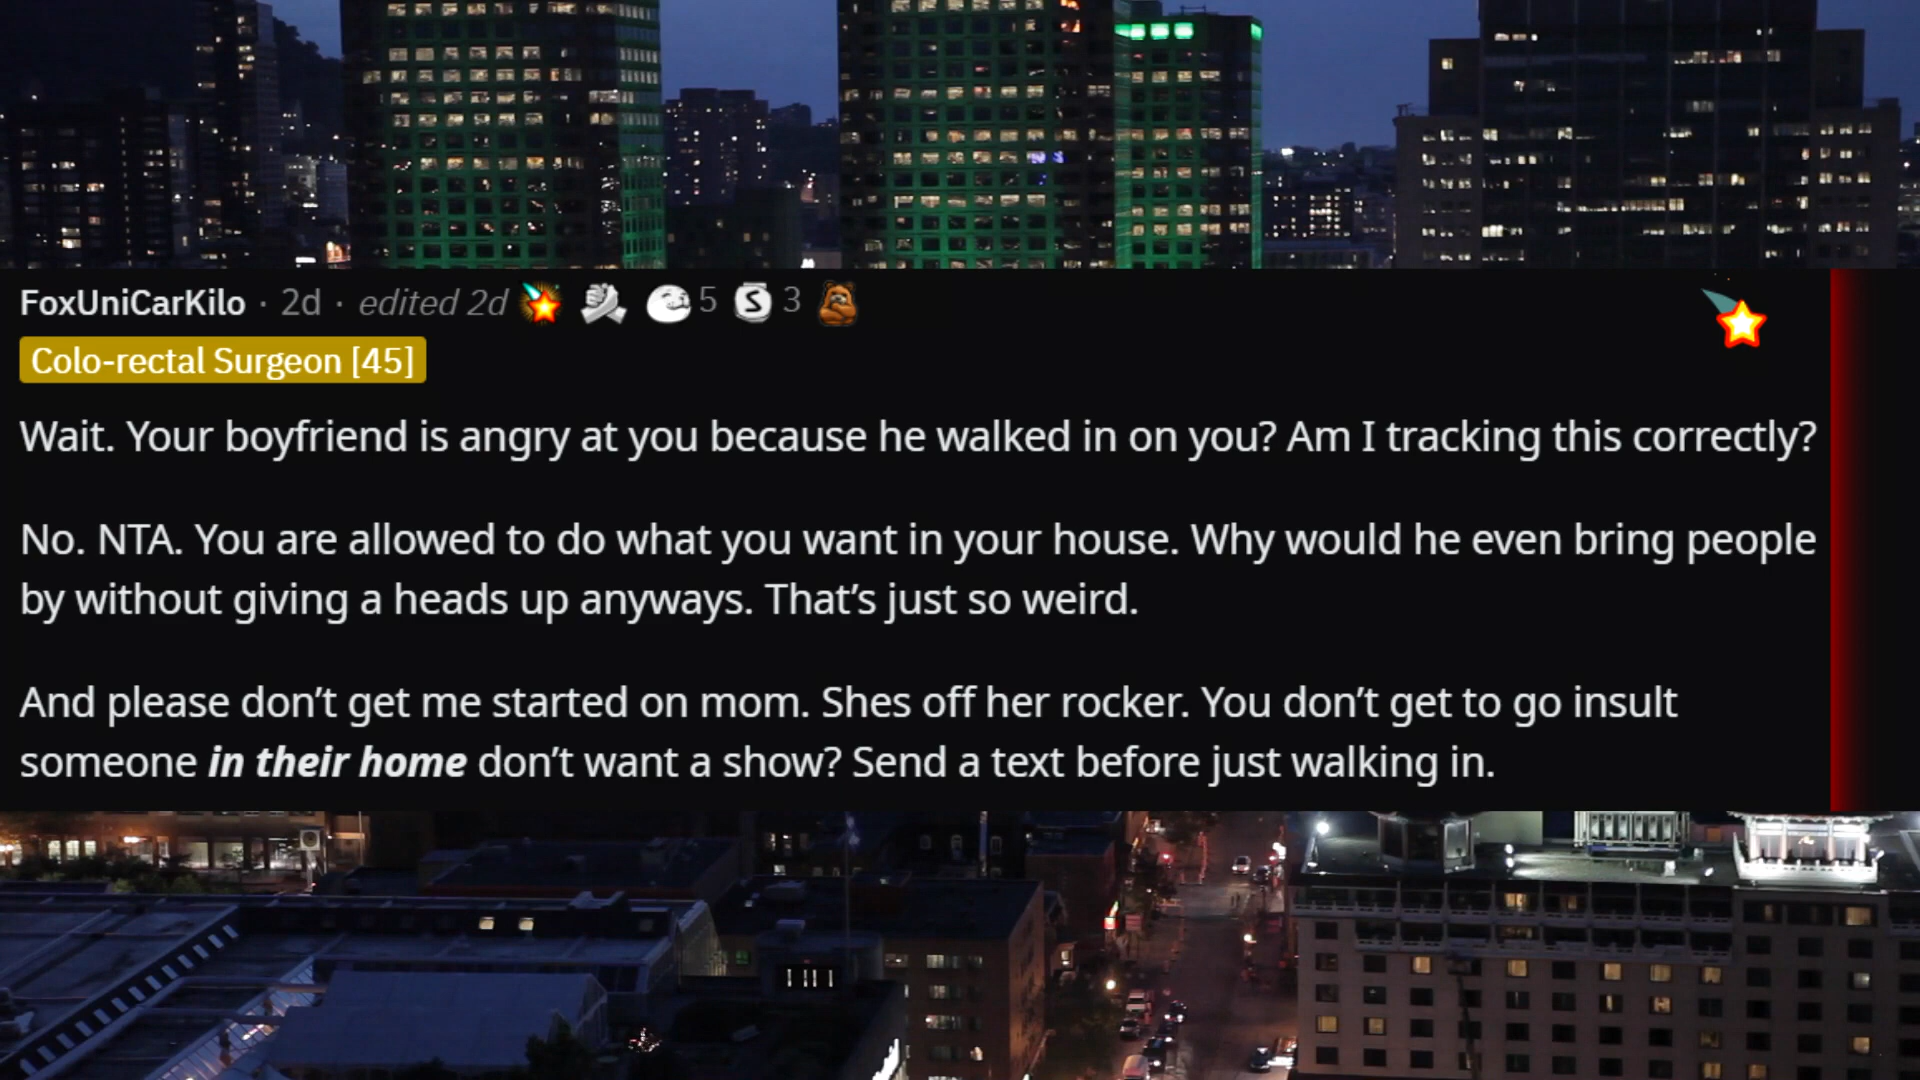 FoxUniCarKilo · 2d · edited 2d 5 S 3
Colo-rectal Surgeon [45]
Wait. Your boyfriend is angry at you because he walked in on you? Am I tracking this correctly?
No. NTA. You are allowed to do what you want in your house. Why would he even bring people
by without giving a heads up anyways. That’s just so weird.
And please don’t get me started on mom. Shes off her rocker. You don’t get to go insult
someone in their home don’t want a show? Send a text before just walking in.